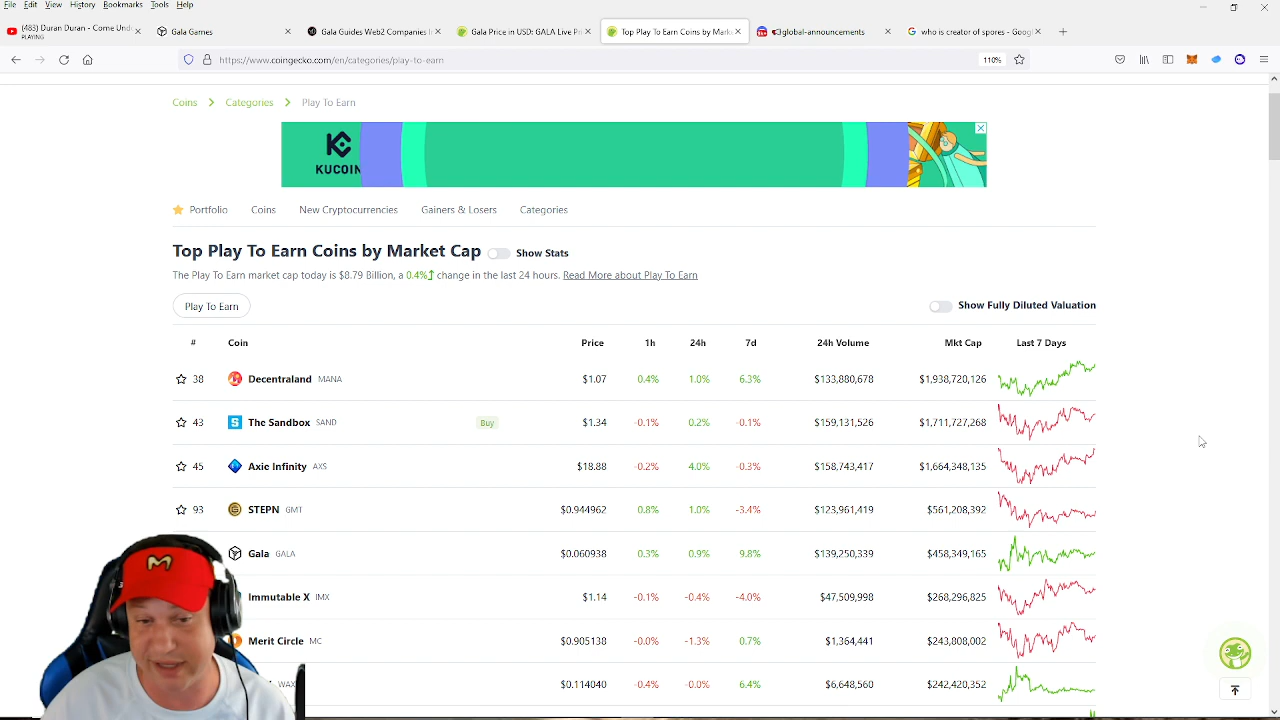 File Edit View History Bookmarks Tools Help
(483) Duran Duran - Come Und
PLAYING
Gala Games
Gala Guides Web2 Companies I
Gala Price in USD: GALA Live Pri
Top Play To Earn Coins by Mark
global-announcements
who is creator of spores - Goog
https://www.coingecko.com/en/categories/play-to-earn
110%
Coins
Categories
Play To Earn
KUCOIN
Portfolio
Coins
New Cryptocurrencies
Gainers & Losers
Categories
Top Play To Earn Coins by Market Cap
Show Stats
The Play To Earn market cap today is $8.79 Billion, a 0.4% change in the last 24 hours. Read More about Play To Earn
Play To Earn
Show Fully Diluted Valuation
# Coin Price 1h 24h 7d 24h Volume Mkt Cap Last 7 Days
38 Decentraland MANA $1.07 0.4% 1.0% 6.3% $133,880,678 $1,938,720,126
43 The Sandbox SAND Buy $1.34 -0.1% 0.2% -0.1% $159,131,526 $1,711,727,268
45 Axie Infinity AXS $18.88 -0.2% 4.0% -0.3% $158,743,417 $1,664,348,135
93 STEPN GMT $0.944962 0.8% 1.0% -3.4% $123,961,419 $561,208,392
Gala GALA $0.060938 0.3% 0.9% 9.8% $139,250,829 $458,349,165
Immutable X IMX $1.14 -0.1% -0.4% -4.0% $47,509,998 $268,296,825
Merit Circle MC $0.905138 -0.0% -1.3% 0.7% $1,364,441 $243,808,002
WAX $0.114040 -0.4% -0.0% 6.4% $6,648,560 $242,420,352